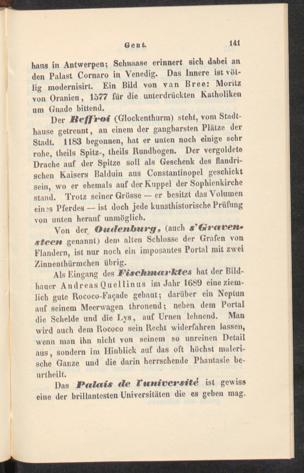 Gent. 141
haus in Antwerpen; Schnaase erinnert sich dabei an
den Palast Cornaro in Venedig. Das Innere ist völ-
lig modernisirt. Ein Bild von van Bree: Moritz
von Oranien, 1577 für die unterdrückten Katholiken
um Gnade bittend.
Der Beffroi (Glockenthurm) steht, vom Stadt-
hause getrennt, an einem der gangbarsten Plätze der
Stadt. 1183 begonnen, hat er unten noch einige sehr
rohe, theils Spitz-, theils Rundbogen. Der vergoldete
Drache auf der Spitze soll als Geschenk des flandri-
schen Kaisers Balduin aus Constantinopel geschickt
sein, wo er ehemals auf der Kuppel der Sophienkirche
stand. Trotz seiner Grösse — er besitzt das Volumen
eines Pferdes — ist doch jede kunsthistorische Prüfung
von unten herauf unmöglich.
Von der Oudenburg, (auch s'Graven-
steen genannt) dem alten Schlosse der Grafen von
Flandern, ist nur noch ein imposantes Portal mit zwei
Zinnenthürmchen übrig.
Als Eingang des Fischmarktes hat der Bild-
hauer Andreas Quellinus im Jahr 1689 eine ziem-
lich gute Rococo-Façade gebaut; darüber ein Neptun
auf seinem Meerwagen thronend; neben dem Portal
die Schelde und die Lys, auf Urnen lehnend. Man
wird auch dem Rococo sein Recht widerfahren lassen,
wenn man ihn nicht von seinem so unreinen Detail
aus, sondern im Hinblick auf das oft höchst maleri-
sche Ganze und die darin herrschende Phantasie be-
urtheilt.
Das Palais de l'université ist gewiss
eine der brillantesten Universitäten die es geben mag.